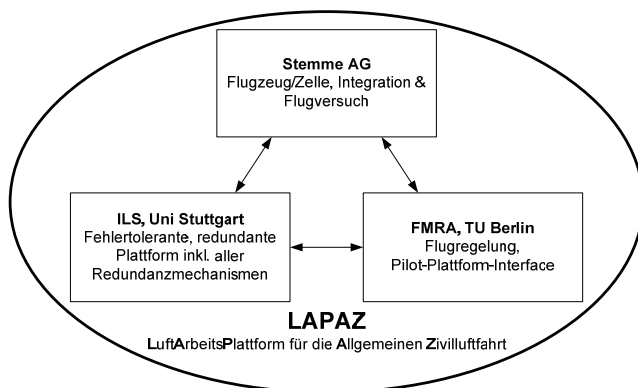 Stemme AG
Flugzeug/Zelle, Integration &
Flugversuch
ILS, Uni Stuttgart
Fehlertolerante, redundante
Plattform inkl. aller
Redundanzmechanismen
FMRA, TU Berlin
Flugregelung,
Pilot-Plattform-Interface
LAPAZ
LuftArbeitsPlattform für die Allgemeinen Zivilluftfahrt